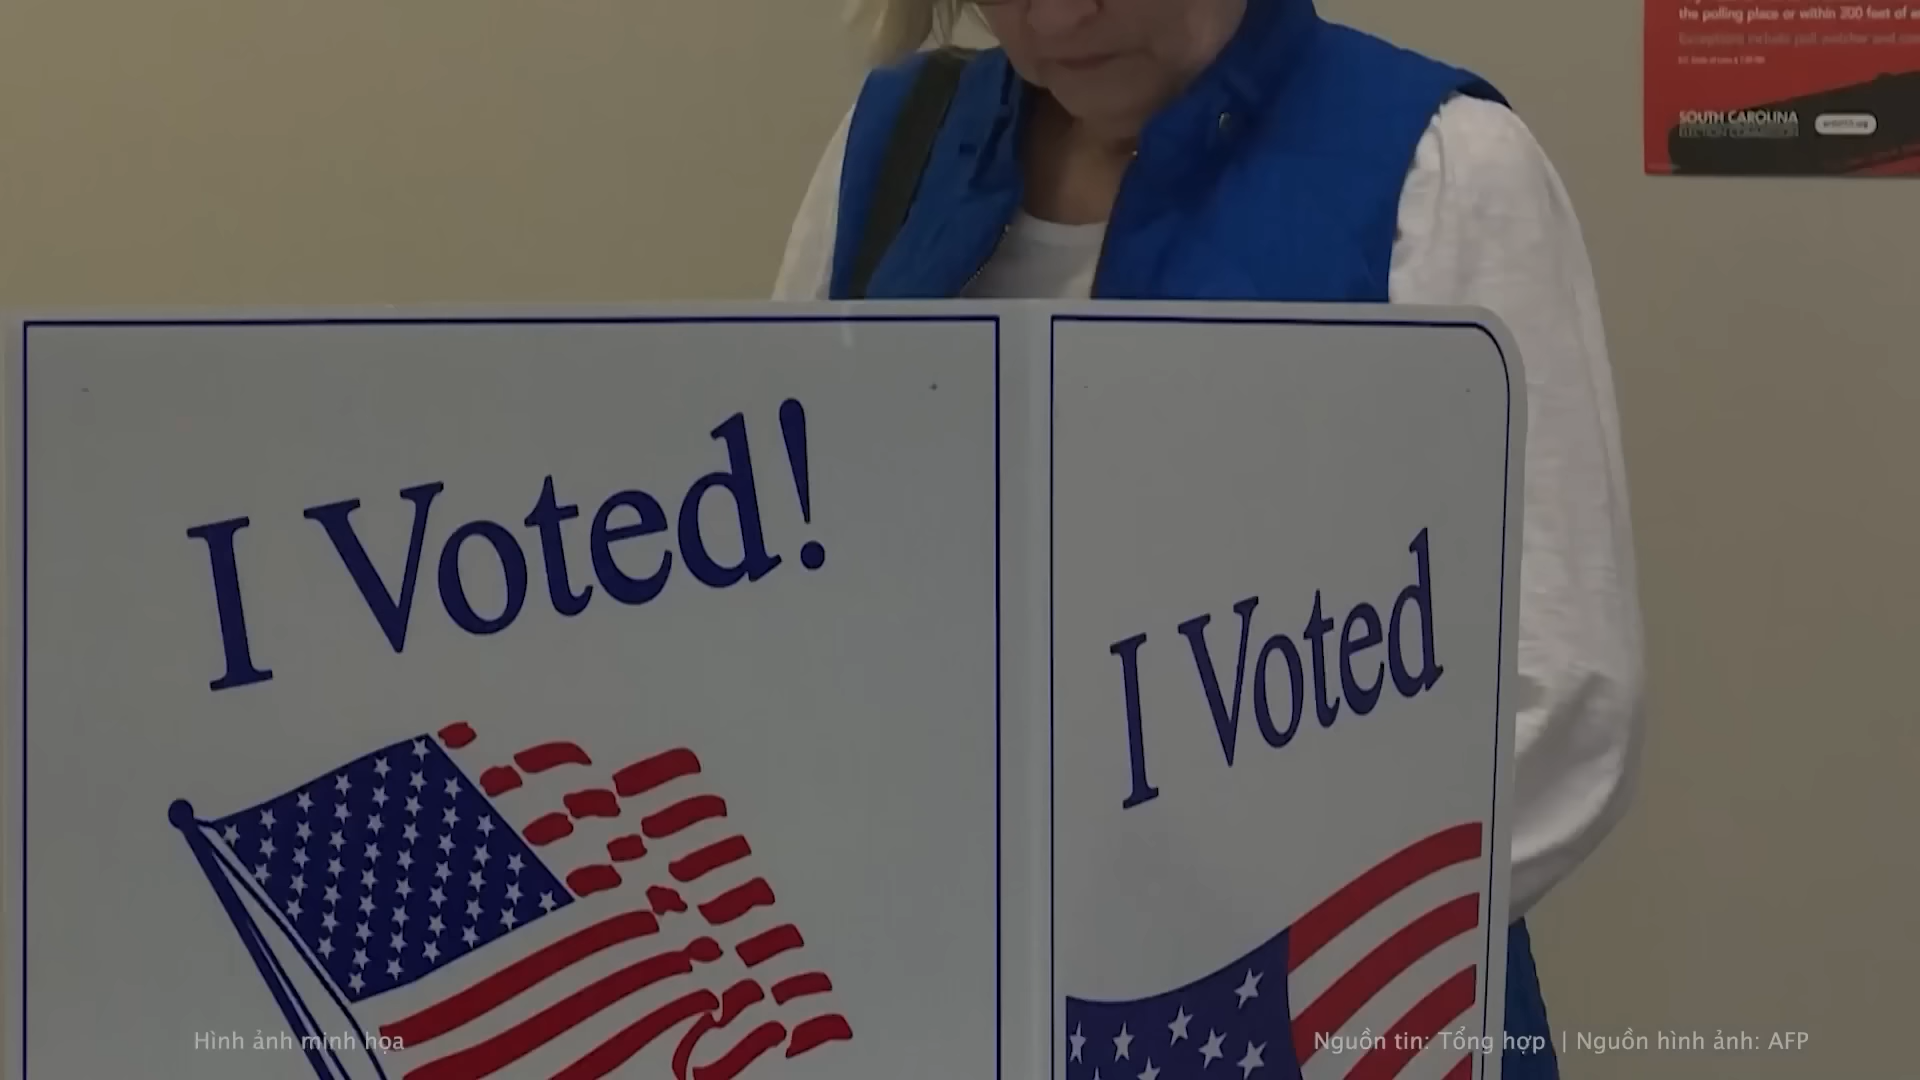 the polling place or within 200 feet of
SOUTH CAROLINA
ELECTION COMMISSION
I Voted!
I Voted
Hình ảnh minh họa
Nguồn tin: Tổng hợp | Nguồn hình ảnh: AFP